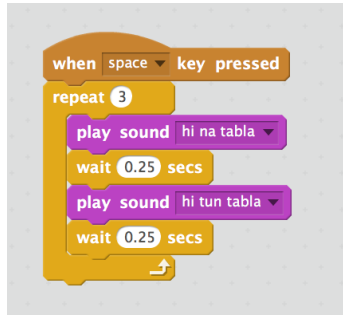 when space key pressed
repeat 3
play sound hi na tabla
wait 0.25 secs
play sound hi tun tabla
wait 0.25 secs